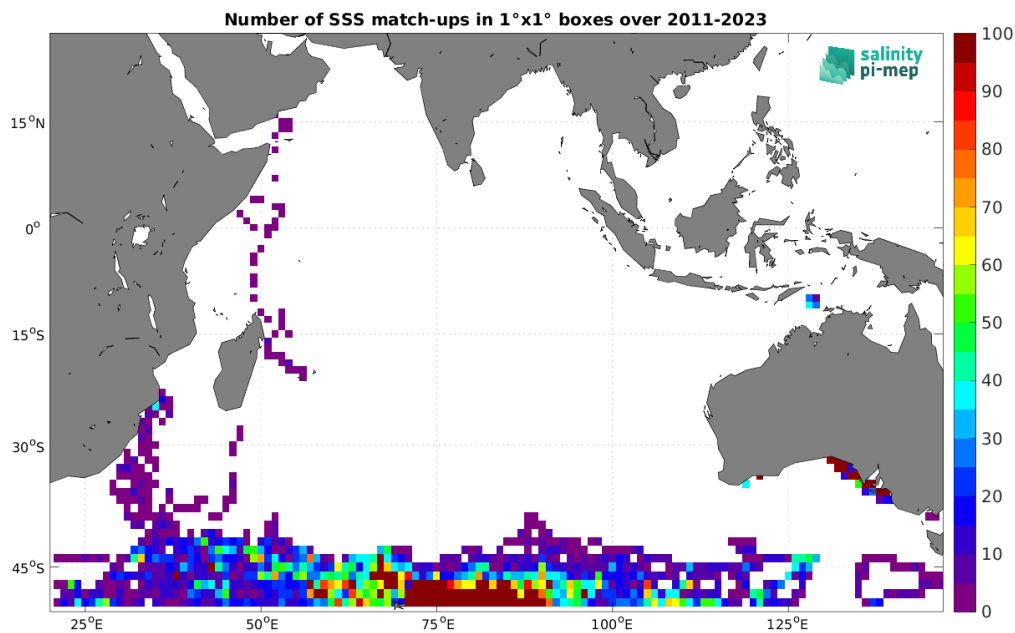 Number of SSS match-ups in 1°x1° boxes over 2011-2023
salinity
pi-mep
15°N
0°
15°S
30°S
45°S
25°E
50°E
75°E
100°E
125°E
100
90
80
70
60
50
40
30
20
10
0